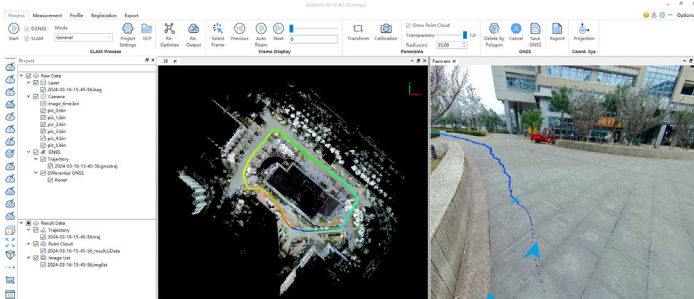 2024-03-16-15-45-56.nmproj
Process Measurement Profile Registration Export
Options
Start
DGNSS
SLAM
Mode
General
Project Settings
GCP
SLAM Process
Re-Optimize
Re-Output
Select Frame
Previous
Auto Roam
Next
0
Frame Display
Transform
Calibration
Show Point Cloud
Transparency 1.0
Radius(m) 35.00
Panorama
Delete by Polygon
Cancel
Save GNSS
Report
GNSS
Projection
Coord. Sys.
Project
Raw Data
Laser
2024-03-16-15-45-56.bag
Camera
image_time.bin
pic_0.bin
pic_1.bin
pic_2.bin
pic_3.bin
pic_4.bin
pic_5.bin
GNSS
Trajectory
2024-03-16-15-45-56.gnsstraj
Differential GNSS
Rover
Result Data
Trajectory
2024-03-16-15-45-56.traj
Point Cloud
2024-03-16-15-45-56_result.LiData
Image List
2024-03-16-15-45-56.imglist